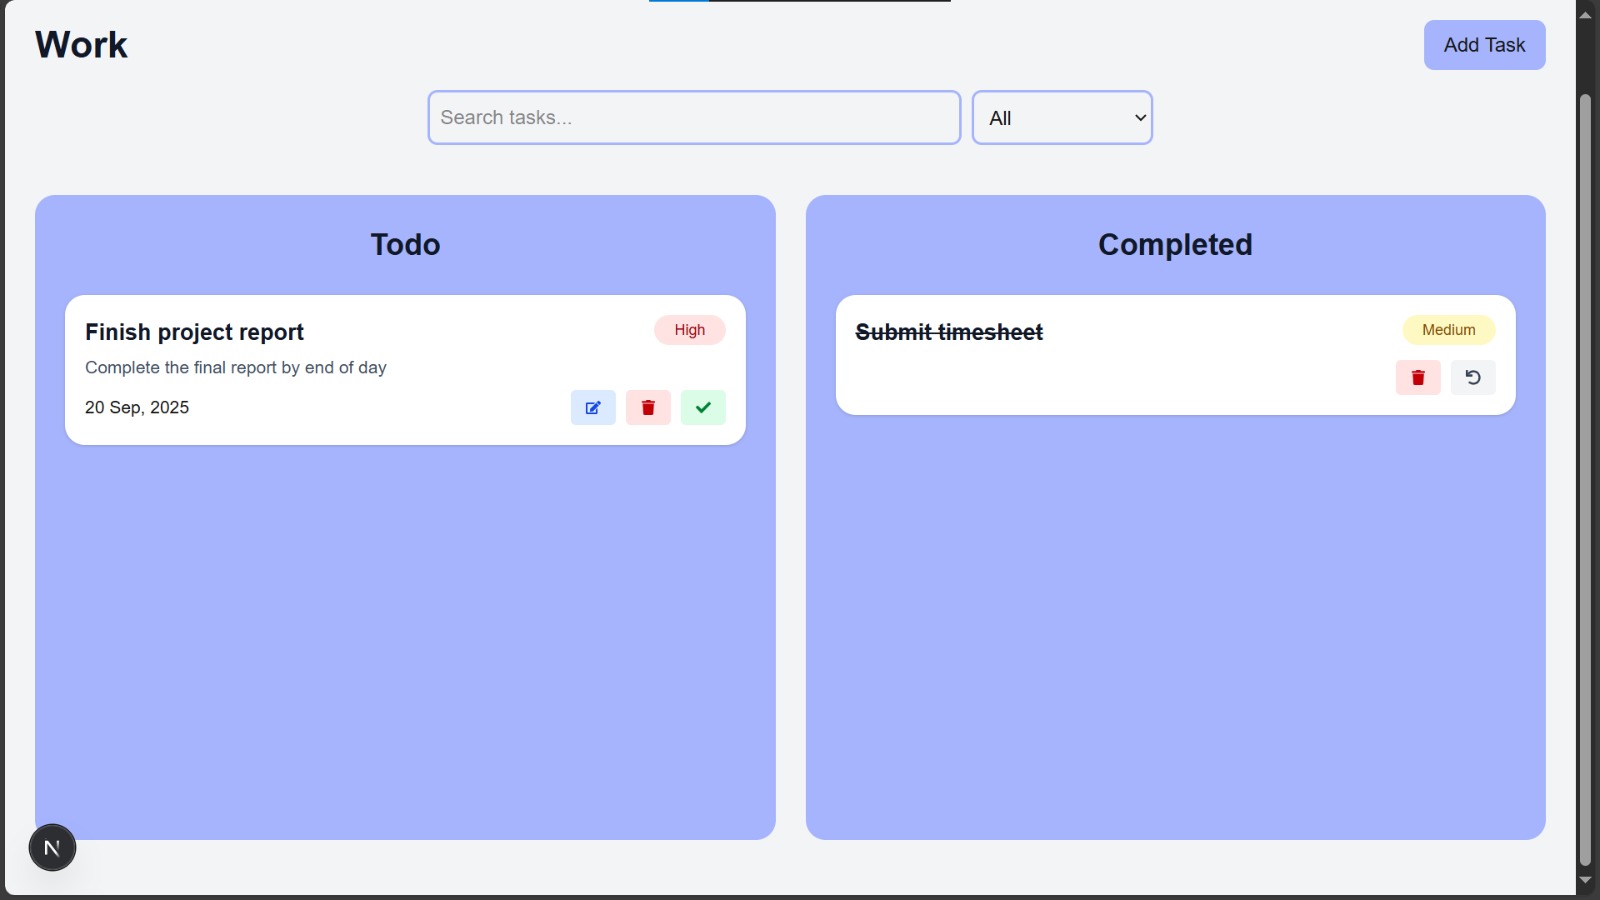 Work
Add Task
Search tasks...
All
Todo
Finish project report
High
Complete the final report by end of day
20 Sep, 2025
Completed
Submit timesheet
Medium
N